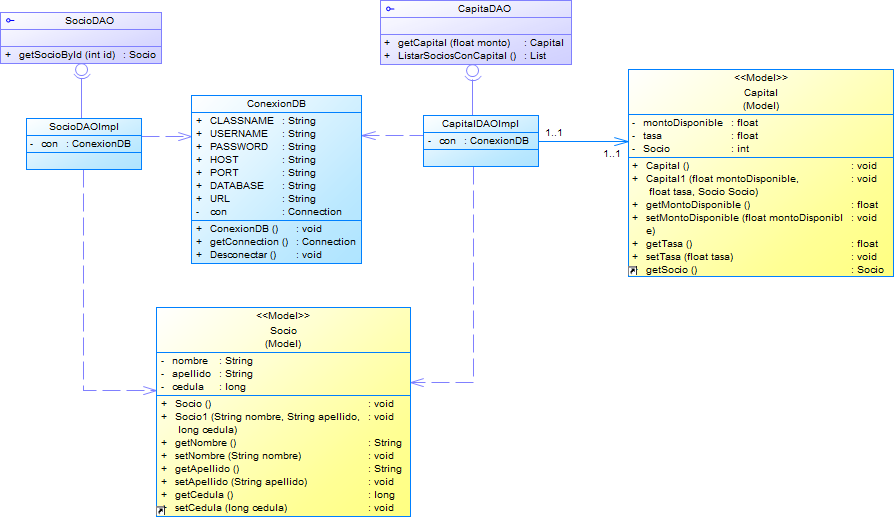 SocioDAO
+ getSocioById (int id) : Socio
CapitaDAO
+ getCapital (float monto) : Capital
+ ListarSociosConCapital () : List
SocioDAOImpl
- con : ConexionDB
ConexionDB
+ CLASSNAME : String
+ USERNAME : String
+ PASSWORD : String
+ HOST : String
+ PORT : String
+ DATABASE : String
+ URL : String
- con : Connection
+ ConexionDB () : void
+ getConnection () : Connection
+ Desconectar () : void
CapitalDAOImpl
- con : ConexionDB
1..1
1..1
<<Model>>
Capital
(Model)
- montoDisponible : float
- tasa : float
- Socio : int
+ Capital () : void
+ Capital1 (float montoDisponible, : void
float tasa, Socio Socio)
+ getMontoDisponible () : float
+ setMontoDisponible (float montoDisponibl : void
e)
+ getTasa () : float
+ setTasa (float tasa) : void
getSocio () : Socio
<<Model>>
Socio
(Model)
- nombre : String
- apellido : String
- cedula : long
+ Socio () : void
+ Socio1 (String nombre, String apellido, : void
long cedula)
+ getNombre () : String
+ setNombre (String nombre) : void
+ getApellido () : String
+ setApellido (String apellido) : void
+ getCedula () : long
setCedula (long cedula) : void